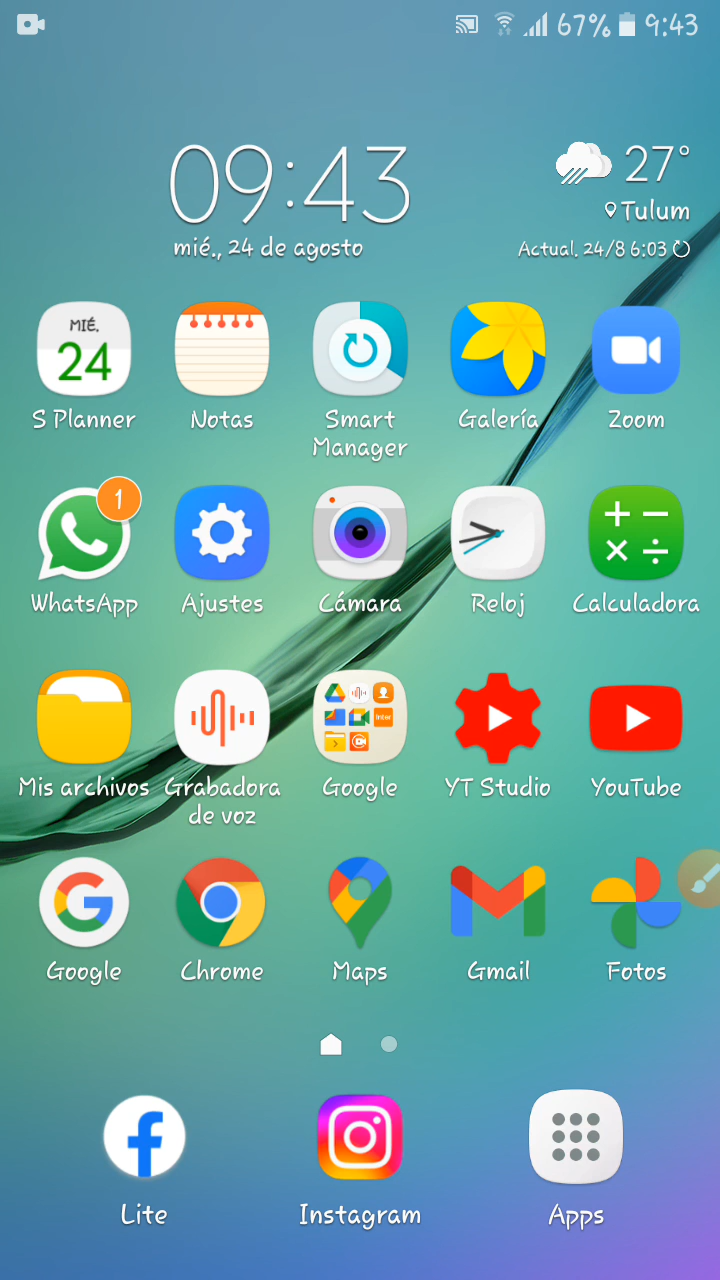 67% 9:43
09:43
27°
Tulum
mié., 24 de agosto
Actual. 24/8 6:03
MIÉ.
24
S Planner
Notas
Smart
Manager
Galería
Zoom
1
WhatsApp
Ajustes
Cámara
Reloj
Calculadora
Inter
Mis archivos
Grabadora
de voz
Google
YT Studio
YouTube
Google
Chrome
Maps
Gmail
Fotos
Lite
Instagram
Apps